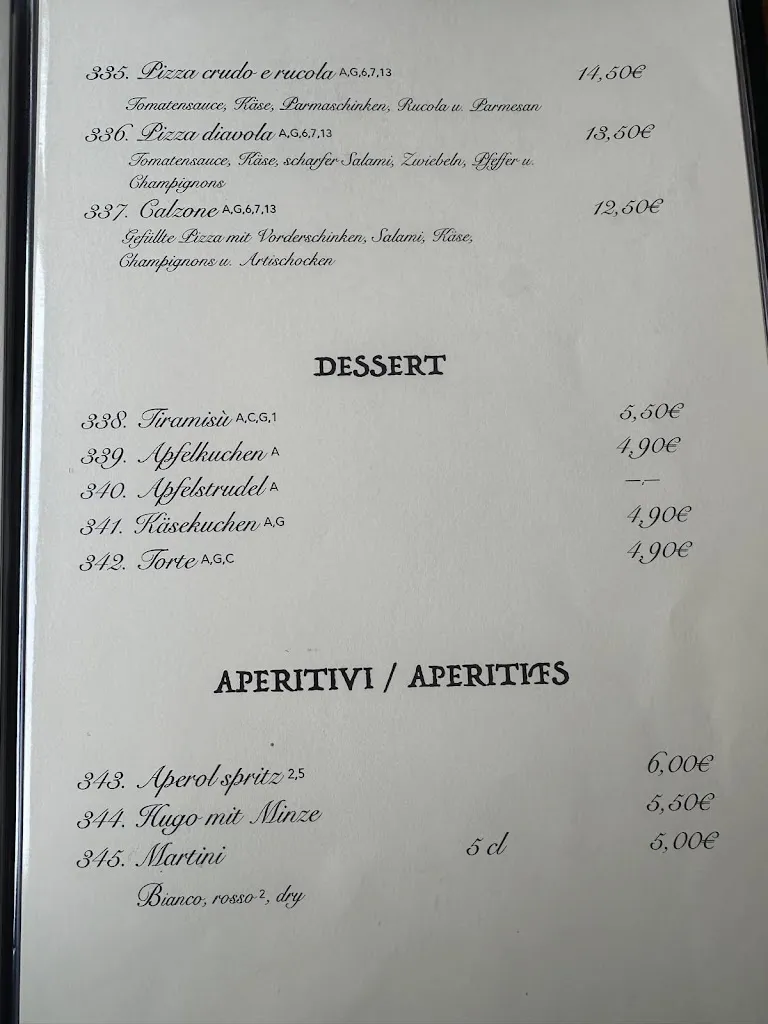 335. Pizza crudo e rucola A,G,6,7,13 14,50€
Tomatensauce, Käse, Parmaschinken, Rucola u. Parmesan
336. Pizza diavola A,G,6,7,13 13,50€
Tomatensauce, Käse, scharfer Salami, Zwiebeln, Pfeffer u.
Champignons
337. Calzone A,G,6,7,13 12,50€
Gefüllte Pizza mit Vorderschinken, Salami, Käse,
Champignons u. Artischocken
DESSERT
338. Tiramisù A,C,G,1 5,50€
339. Apfelkuchen A 4,90€
340. Apfelstrudel A —.—
341. Käsekuchen A,G 4,90€
342. Torte A,G,C 4,90€
APERITIVI / APERITIFS
343. Aperol spritz 2,5 6,00€
344. Hugo mit Minze 5,50€
345. Martini 5 cl 5,00€
Bianco, rosso 2, dry